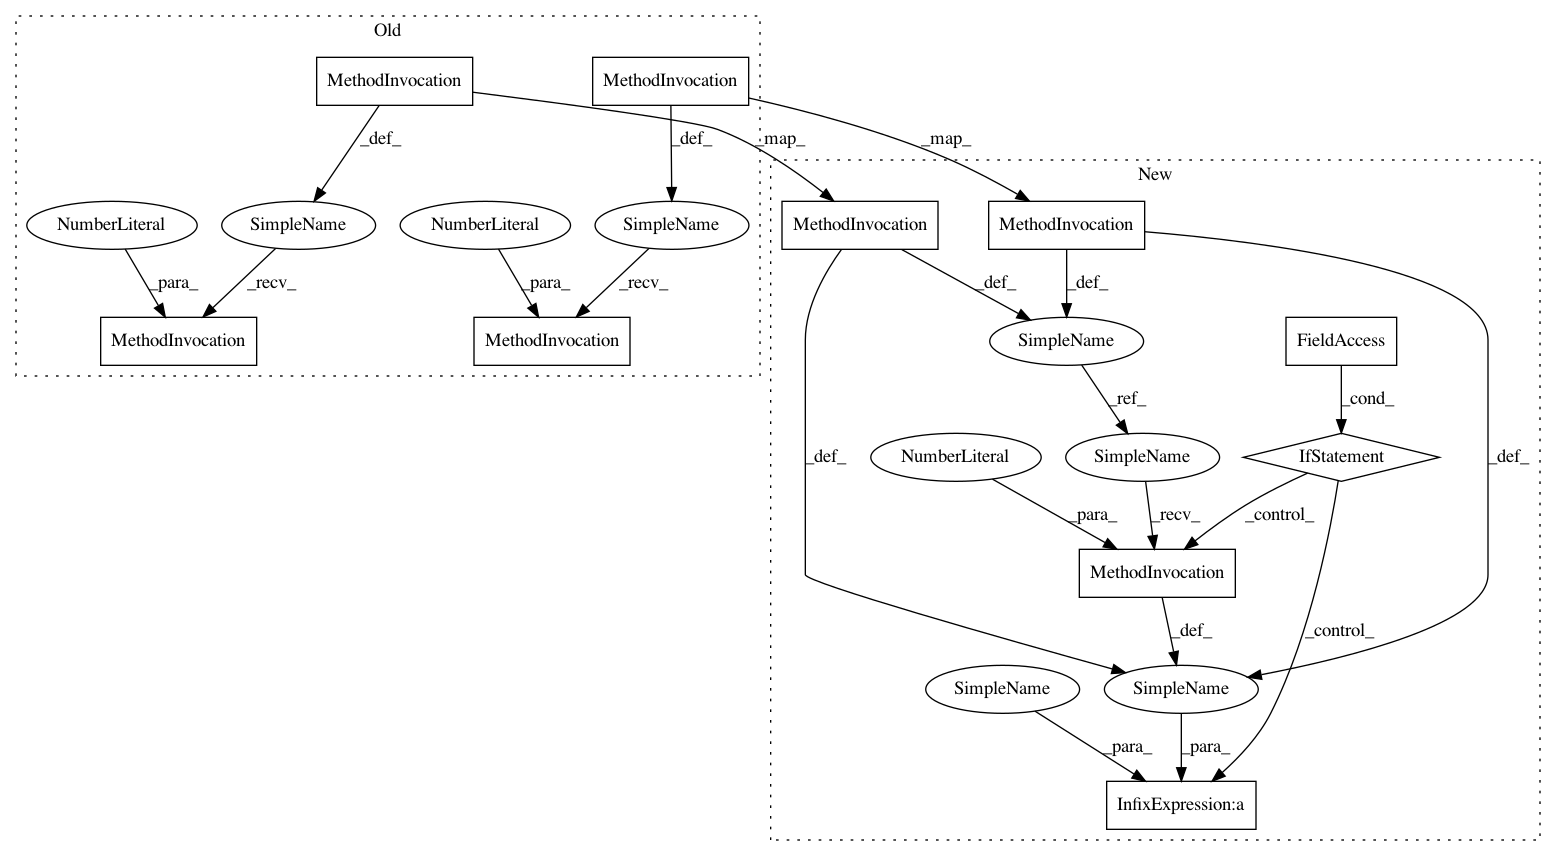 Old
MethodInvocation
MethodInvocation
_def_
_def_
_map_
_map_
New
NumberLiteral
SimpleName
NumberLiteral
SimpleName
MethodInvocation
MethodInvocation
_para_
_recv_
_para_
_recv_
_def_
_def_
MethodInvocation
MethodInvocation
SimpleName
FieldAccess
_ref_
_cond_
_def_
NumberLiteral
SimpleName
IfStatement
_def_
_para_
_recv_
_control_
MethodInvocation
_def_
_control_
SimpleName
SimpleName
_para_
_para_
InfixExpression:a